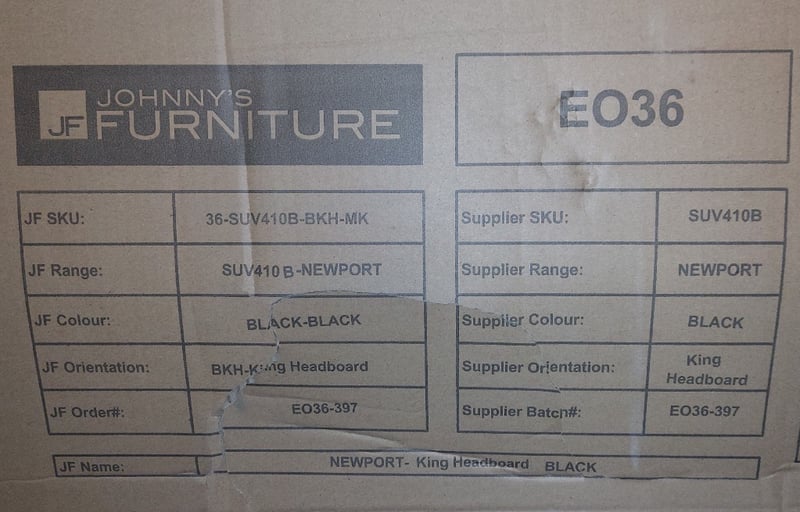 JF
JOHNNY'S
FURNITURE
EO36
JF SKU: 36-SUV410B-BKH-MK
JF Range: SUV410B-NEWPORT
JF Colour: BLACK-BLACK
JF Orientation: BKH-King Headboard
JF Order#: EO36-397
Supplier SKU: SUV410B
Supplier Range: NEWPORT
Supplier Colour: BLACK
Supplier Orientation: King
Headboard
Supplier Batch#: EO36-397
JF Name: NEWPORT- King Headboard BLACK